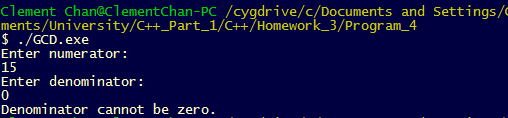 Clement Chan@ClementChan-PC /cygdrive/c/Documents and Settings/
ments/University/C++_Part_1/C++/Homework_3/Program_4
$ ./GCD.exe
Enter numerator:
15
Enter denominator:
0
Denominator cannot be zero.